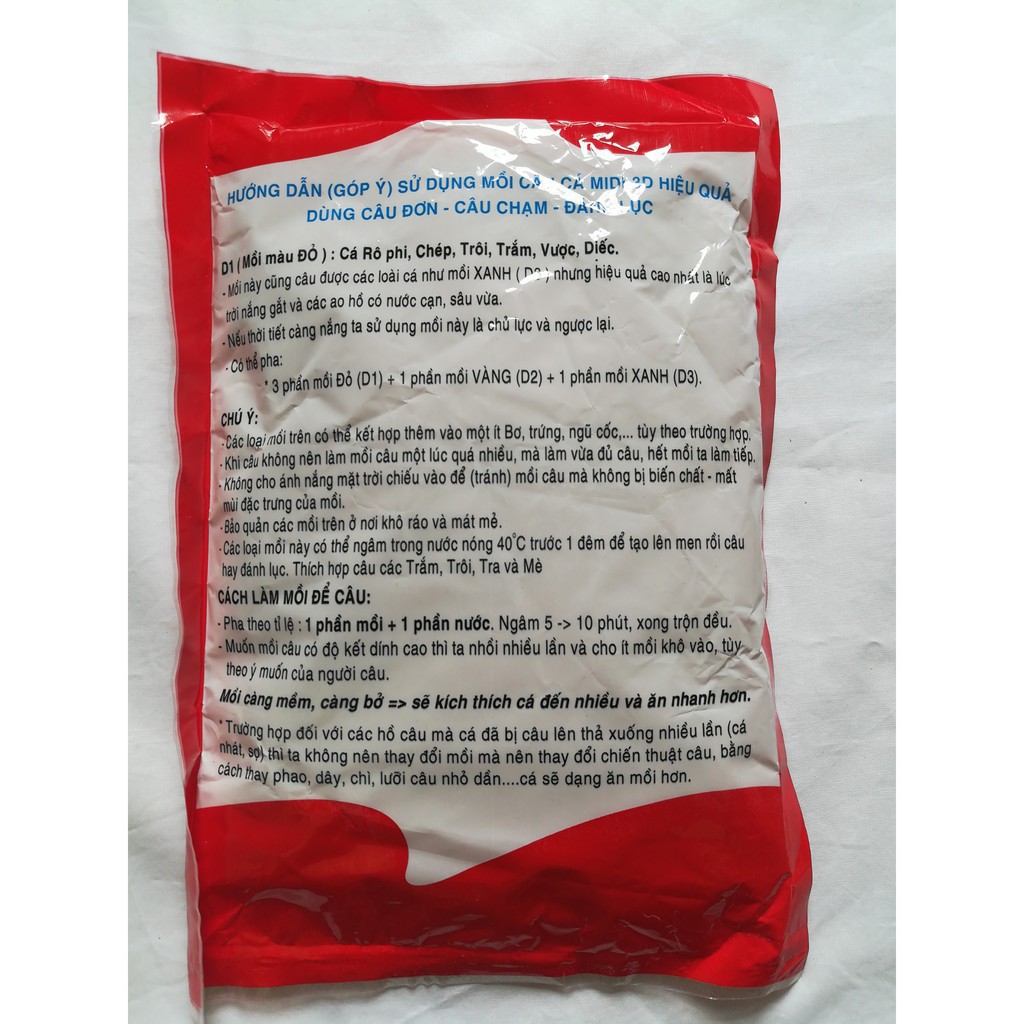 HƯỚNG DẪN (GÓP Ý) SỬ DỤNG MỒI CÂU CÁ MIDI 3D HIỆU QUẢ
DÙNG CÂU ĐƠN - CÂU CHẠM - ĐÁNH LỤC
D1 ( Mồi màu ĐỎ ) : Cá Rô phi, Chép, Trôi, Trắm, Vược, Diếc.
- Mồi này cũng câu được các loài cá như mồi XANH ( D3 ) nhưng hiệu quả cao nhất là lúc
trời nắng gắt và các ao hồ có nước cạn, sâu vừa.
- Nếu thời tiết càng nắng ta sử dụng mồi này là chủ lực và ngược lại.
- Có thể pha:
* 3 phần mồi Đỏ (D1) + 1 phần mồi VÀNG (D2) + 1 phần mồi XANH (D3).
CHÚ Ý:
- Các loại mồi trên có thể kết hợp thêm vào một ít Bơ, trứng, ngũ cốc,... tùy theo trường hợp.
- Khi câu không nên làm mồi câu một lúc quá nhiều, mà làm vừa đủ câu, hết mồi ta làm tiếp.
- Không cho ánh nắng mặt trời chiếu vào để (tránh) mồi câu mà không bị biến chất - mất
mùi đặc trưng của mồi.
- Bảo quản các mồi trên ở nơi khô ráo và mát mẻ.
- Các loại mồi này có thể ngâm trong nước nóng 40°C trước 1 đêm để tạo lên men rồi câu
hay đánh lục. Thích hợp câu các Trắm, Trôi, Tra và Mè
CÁCH LÀM MỒI ĐỂ CÂU:
- Pha theo tỉ lệ : 1 phần mồi + 1 phần nước. Ngâm 5 -> 10 phút, xong trộn đều.
- Muốn mồi câu có độ kết dính cao thì ta nhồi nhiều lần và cho ít mồi khô vào, tùy
theo ý muốn của người câu.
Mồi càng mềm, càng bở => sẽ kích thích cá đến nhiều và ăn nhanh hơn.
* Trường hợp đối với các hồ câu mà cá đã bị câu lên thả xuống nhiều lần (cá
nhát, sợ) thì ta không nên thay đổi mồi mà nên thay đổi chiến thuật câu, bằng
cách thay phao, dây, chì, lưỡi câu nhỏ dần....cá sẽ dạng ăn mồi hơn.